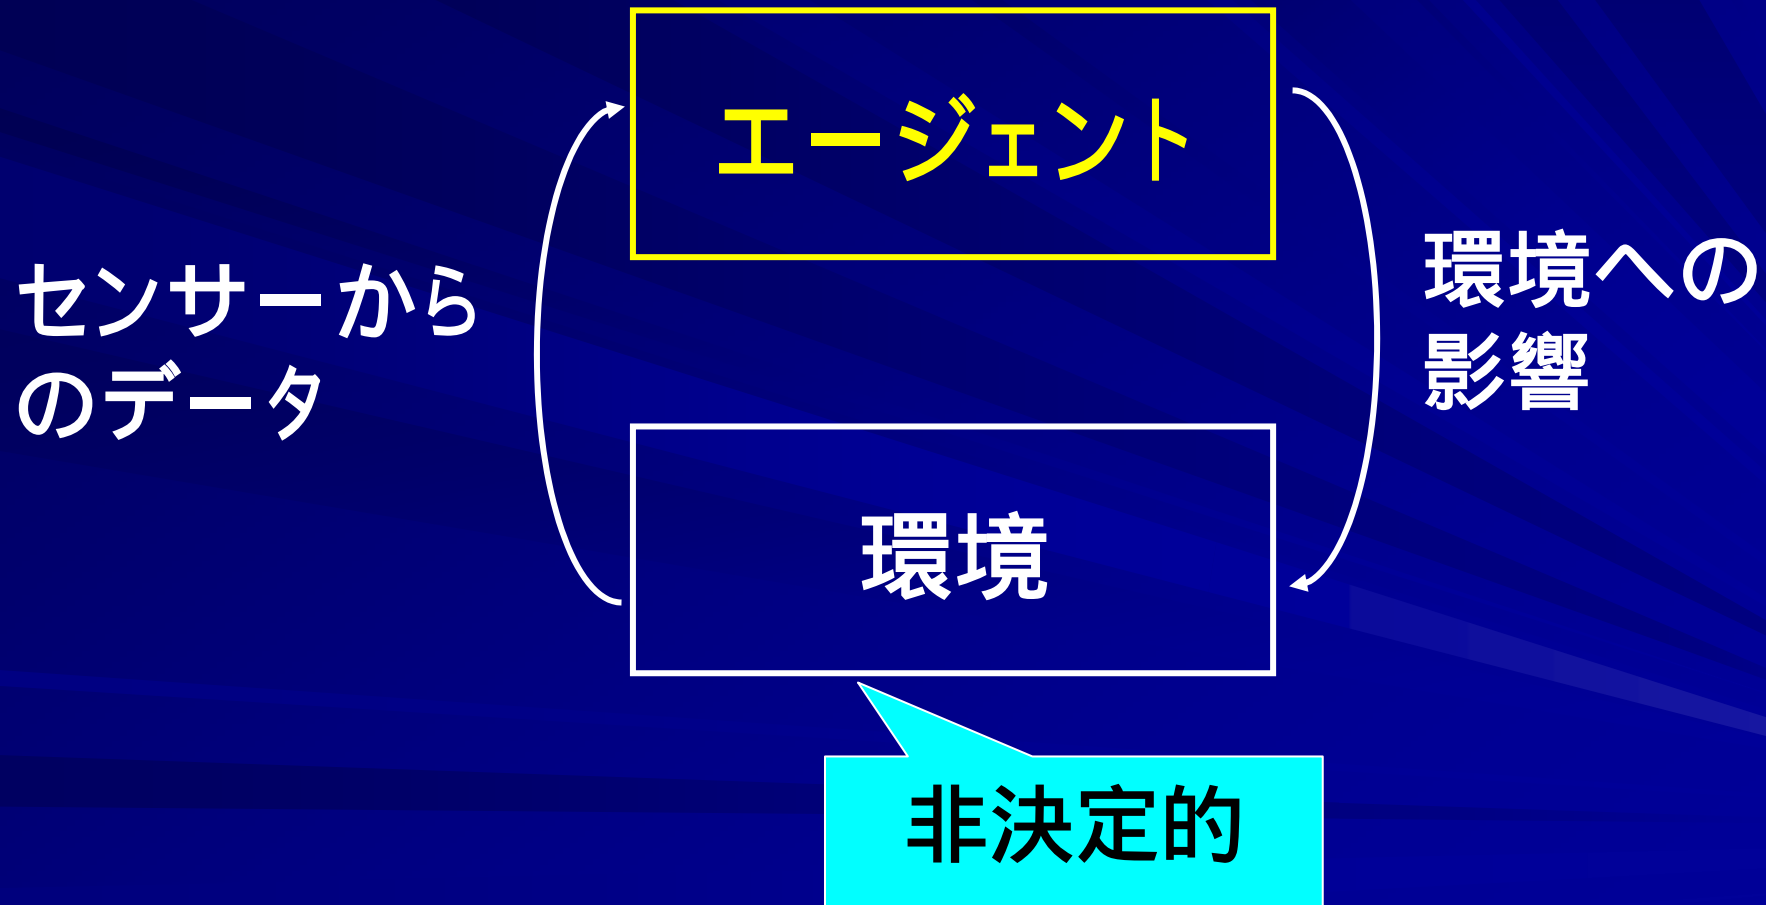 エージェント
センサーから
のデータ
環境への
影響
環境
非決定的